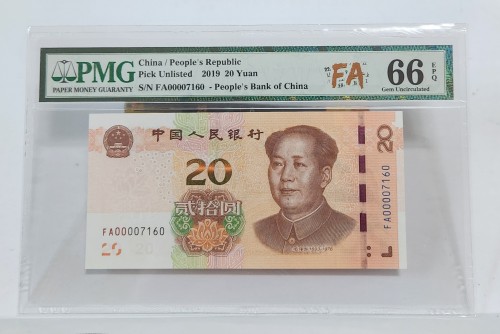 PMG
PAPER MONEY GUARANTY
China / People's Republic
Pick Unlisted 2019 20 Yuan
S/N FA00007160 - People's Bank of China
FA
66 EPQ
Gem Uncirculated
中国人民银行
20
贰拾圆
FA00007160
20
20
FA00007160